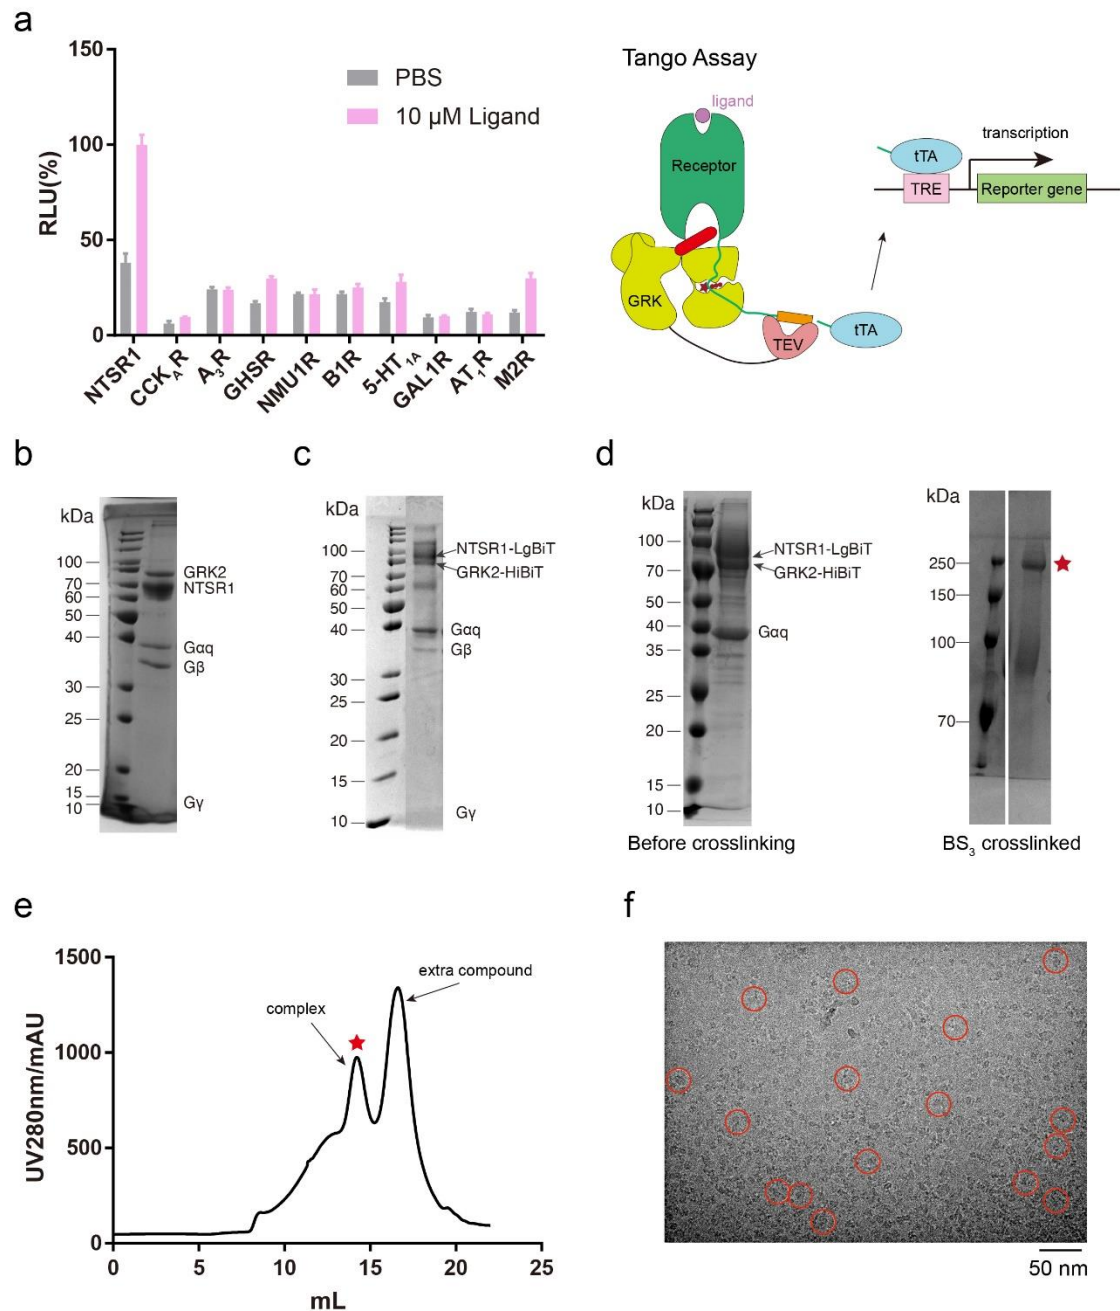 a
150
100
50
0
RLU(%)
PBS
10 μM Ligand
NTSR1
CCK_A R
A_3 R
GHSR
NMU1R
B1R
5-HT_1A
GAL1R
AT_1 R
M2R
Tango Assay
ligand
Receptor
GRK
TEV
tTA
tTA
TRE
transcription
Reporter gene
b
kDa
100
70
60
50
40
30
25
20
15
10
GRK2
NTSR1
Gαq
Gβ
Gγ
c
kDa
100
70
60
50
40
30
25
20
15
10
NTSR1-LgBiT
GRK2-HiBiT
Gαq
Gβ
Gγ
d
kDa
100
70
50
40
35
25
20
15
10
NTSR1-LgBiT
GRK2-HiBiT
Gαq
Before crosslinking
kDa
250
150
100
70
BS_3 crosslinked
e
1500
1000
500
0
UV280nm/mAU
complex
extra compound
0 5 10 15 20 25
mL
f
50 nm